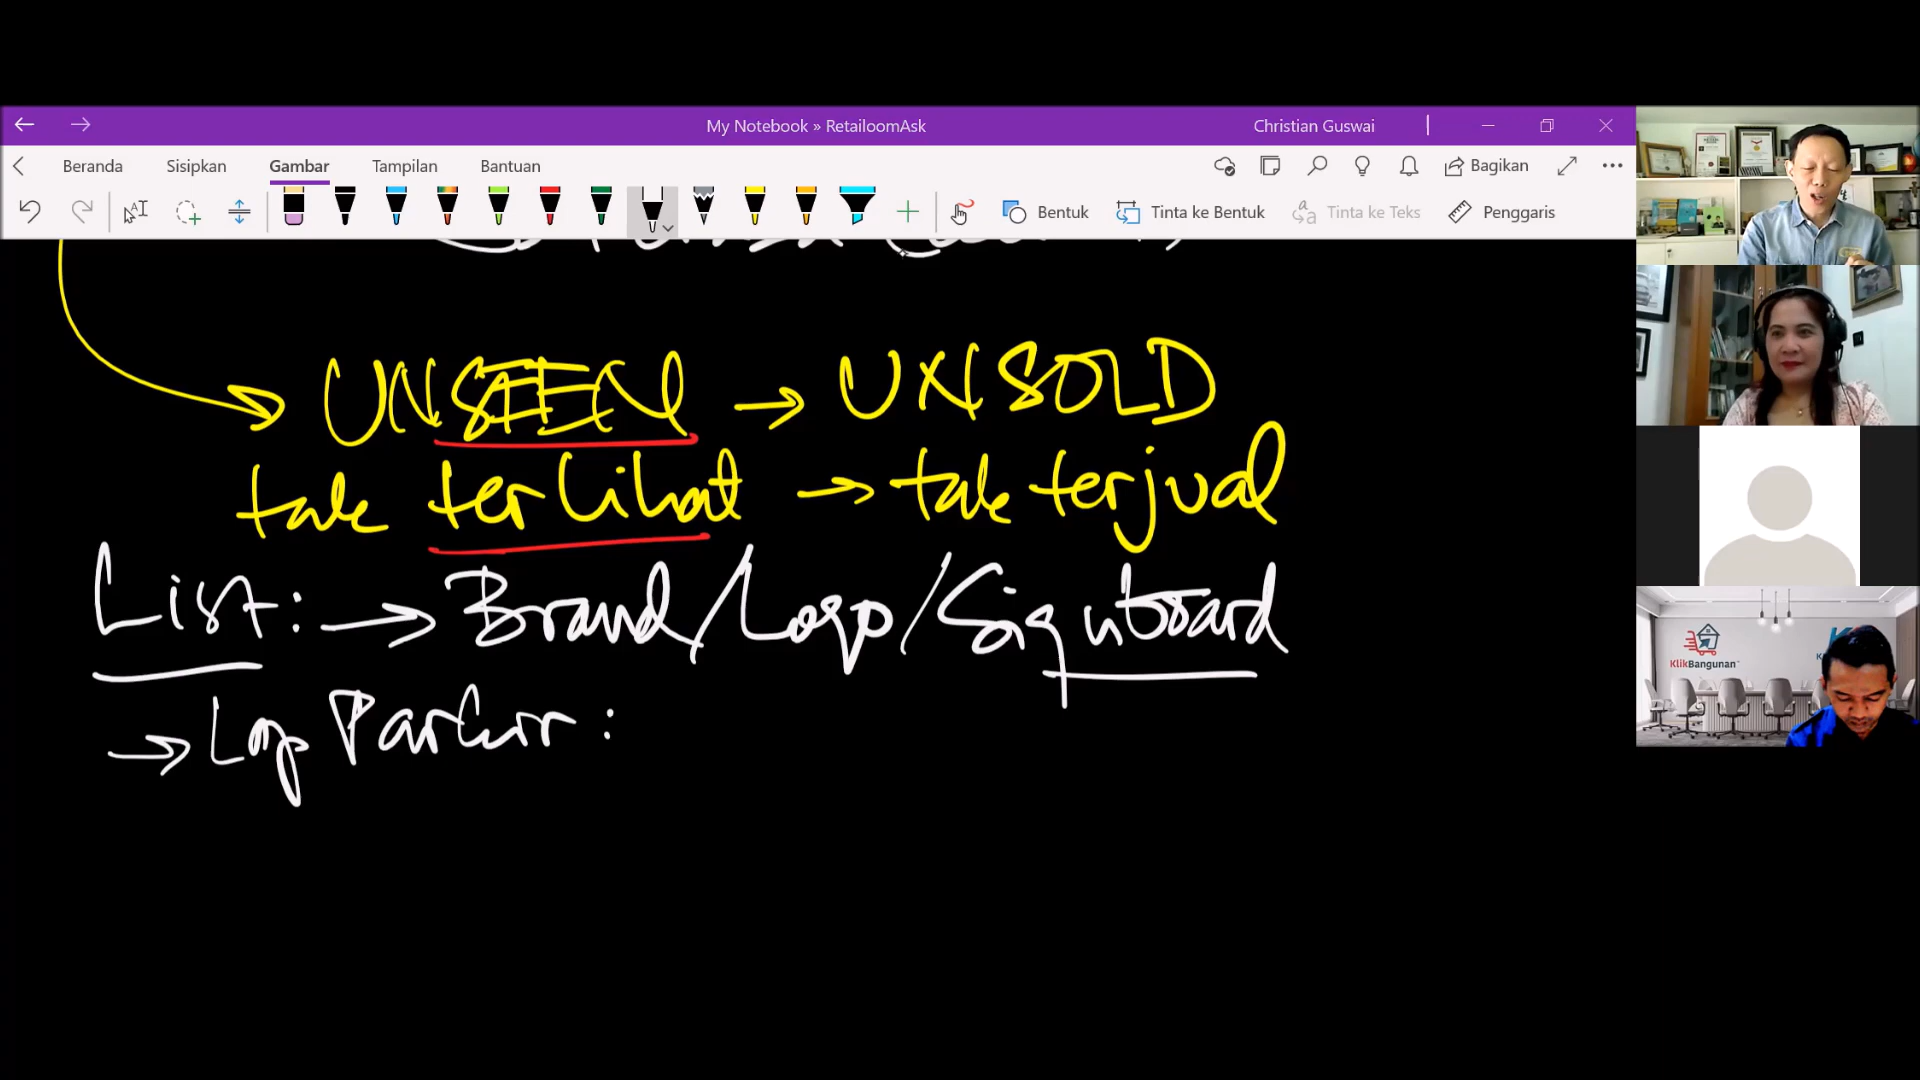 My Notebook » RetailoomAsk
Christian Guswai
Beranda Sisipkan Gambar Tampilan Bantuan
Bagikan
Bentuk Tinta ke Bentuk Tinta ke Teks Penggaris
UNSEEN → UNSOLD
tak terlihat → tak terjual
List: → Brand/Logo/Signboard
→ Lap Parkir :
KlikBangunan